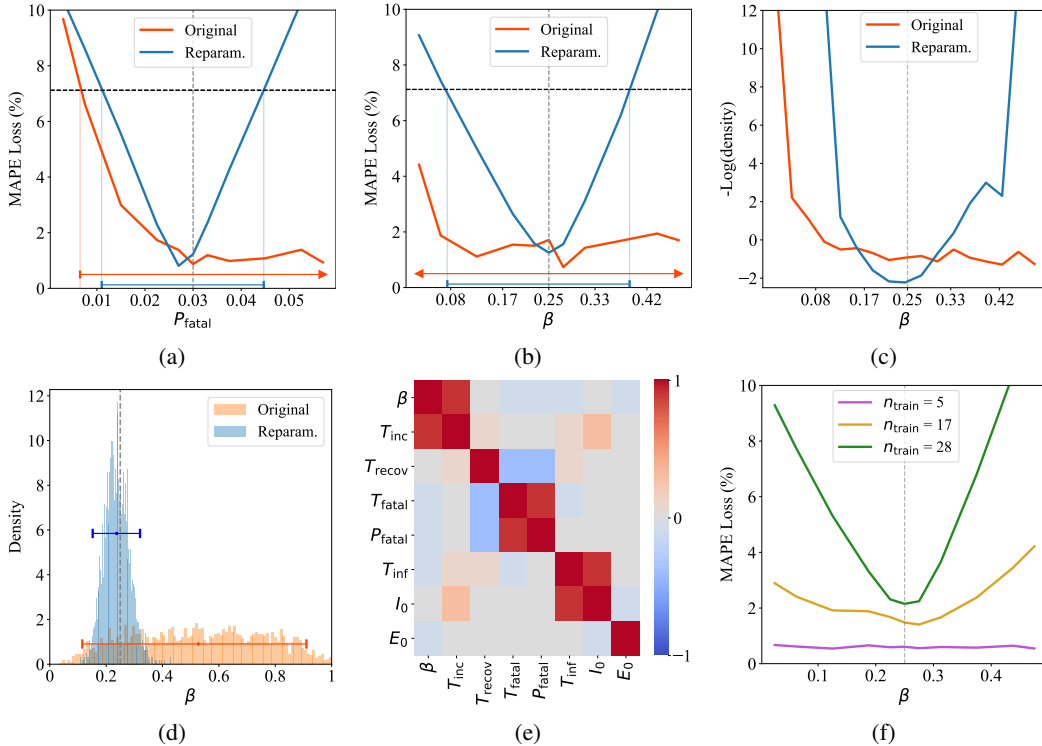 10
8
6
4
2
0
MAPE Loss (%)
Original
Reparam.
0.01
0.02
0.03
0.04
0.05
P_fatal
(a)
10
8
6
4
2
0
MAPE Loss (%)
Original
Reparam.
0.08
0.17
0.25
0.33
0.42
β
(b)
12
10
8
6
4
2
0
−2
-Log(density)
Original
Reparam.
0.08
0.17
0.25
0.33
0.42
β
(c)
12
10
8
6
4
2
0
Density
Original
Reparam.
0
0.2
0.4
0.6
0.8
1
β
(d)
β
T_inc
T_recov
T_fatal
P_fatal
T_inf
I_0
E_0
β
T_inc
T_recov
T_fatal
P_fatal
T_inf
I_0
E_0
1
0
−1
(e)
10
8
6
4
2
0
MAPE Loss (%)
n_train = 5
n_train = 17
n_train = 28
0.1
0.2
0.3
0.4
β
(f)